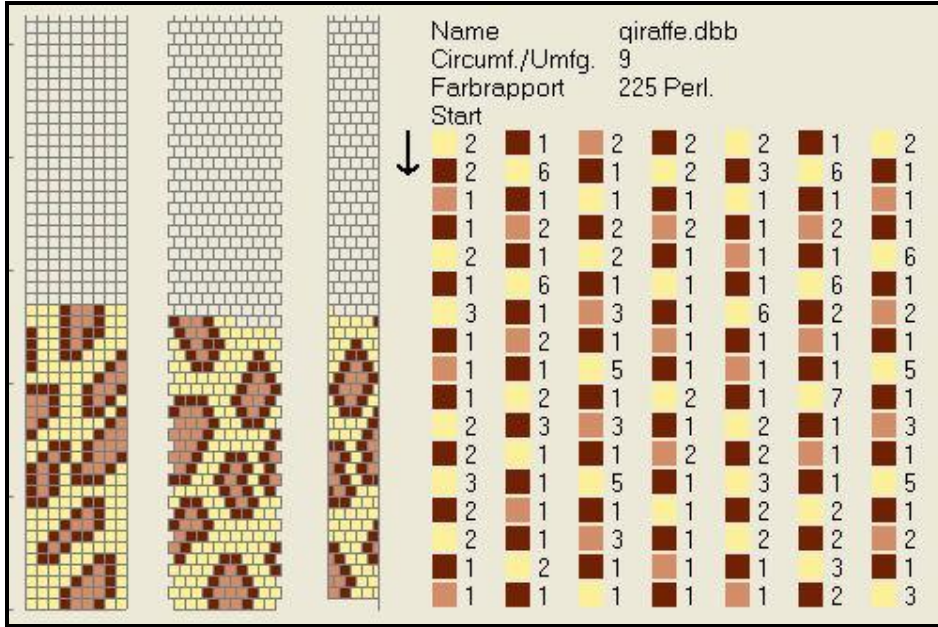 Name qiraffe.dbb
Circumf./Umfg. 9
Farbrapport 225 Perl.
Start
2 1 2 2 2 1 2
2 6 1 2 3 6 1
1 1 1 1 1 1 1
1 2 2 2 1 2 1
2 1 2 1 1 1 6
1 6 1 1 1 6 1
3 1 3 1 6 2 2
1 2 1 1 1 1 1
1 1 5 1 1 1 5
1 2 1 2 1 7 1
2 3 3 1 2 1 3
2 1 1 2 2 1 1
3 1 5 1 3 1 5
2 1 1 1 2 2 1
2 1 3 1 2 2 2
1 2 1 1 1 3 1
1 1 1 1 1 2 3